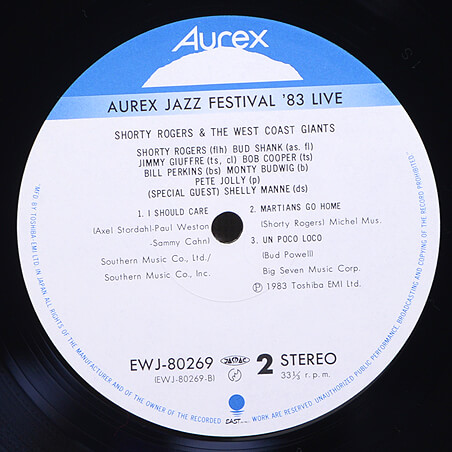 Aurex
AUREX JAZZ FESTIVAL '83 LIVE
SHORTY ROGERS & THE WEST COAST GIANTS
SHORTY ROGERS (flh) BUD SHANK (as. fl)
JIMMY GIUFFRE (ts, cl) BOB COOPER (ts)
BILL PERKINS (bs) MONTY BUDWIG (b)
PETE JOLLY (p)
(SPECIAL GUEST) SHELLY MANNE (ds)
1. I SHOULD CARE
(Axel Stordahl-Paul Weston
-Sammy Cahn)
Southern Music Co., Ltd./
Southern Music Co., Inc.
2. MARTIANS GO HOME
(Shorty Rogers) Michel Mus.
3. UN POCO LOCO
(Bud Powell)
Big Seven Music Corp.
Ⓟ 1983 Toshiba EMI Ltd.
EWJ-80269
(EWJ-80269-B)
JASRAC
2 STEREO
33⅓ r.p.m.
EAST
M'F'D BY TOSHIBA-EMI LTD. IN JAPAN ALL RIGHTS OF THE MANUFACTURER AND OF THE OWNER OF THE RECORDED WORK ARE RESERVED. UNAUTHORIZED PUBLIC PERFORMANCE, BROADCASTING AND COPYING OF THE RECORD PROHIBITED.